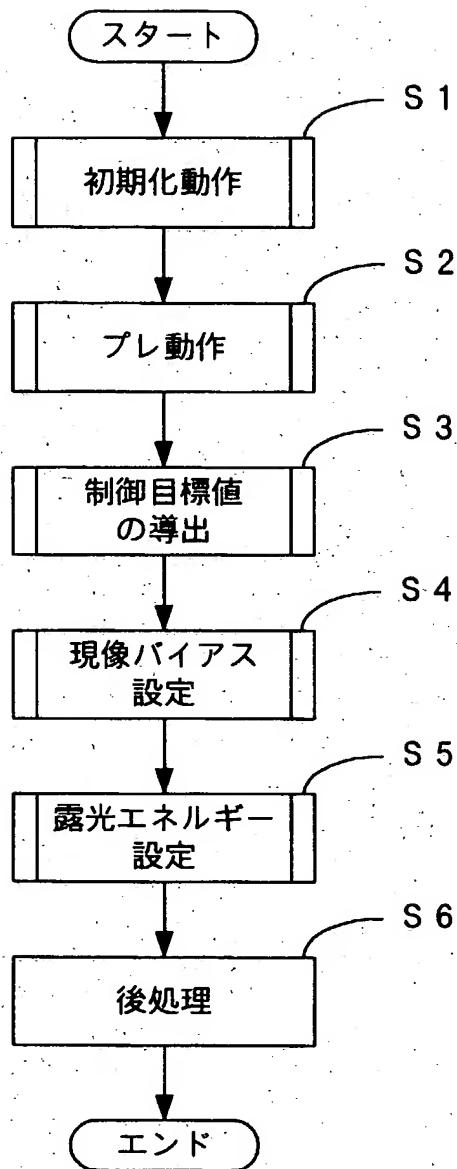 スタート
S 1
初期化動作
S 2
プレ動作
S 3
制御目標値
の導出
S 4
現像バイアス
設定
S 5
露光エネルギー
設定
S 6
後処理
エンド